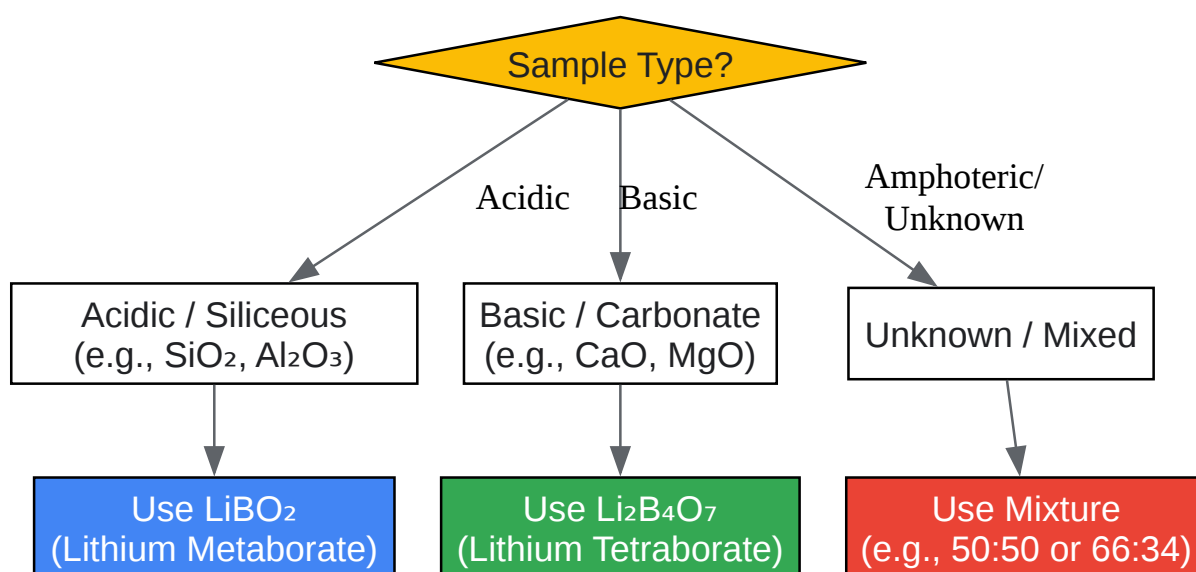 Sample Type?
Acidic
Basic
Amphoteric/
Unknown
Acidic / Siliceous
(e.g., SiO₂, Al₂O₃)
Basic / Carbonate
(e.g., CaO, MgO)
Unknown / Mixed
Use LiBO₂
(Lithium Metaborate)
Use Li₂B₄O₇
(Lithium Tetraborate)
Use Mixture
(e.g., 50:50 or 66:34)